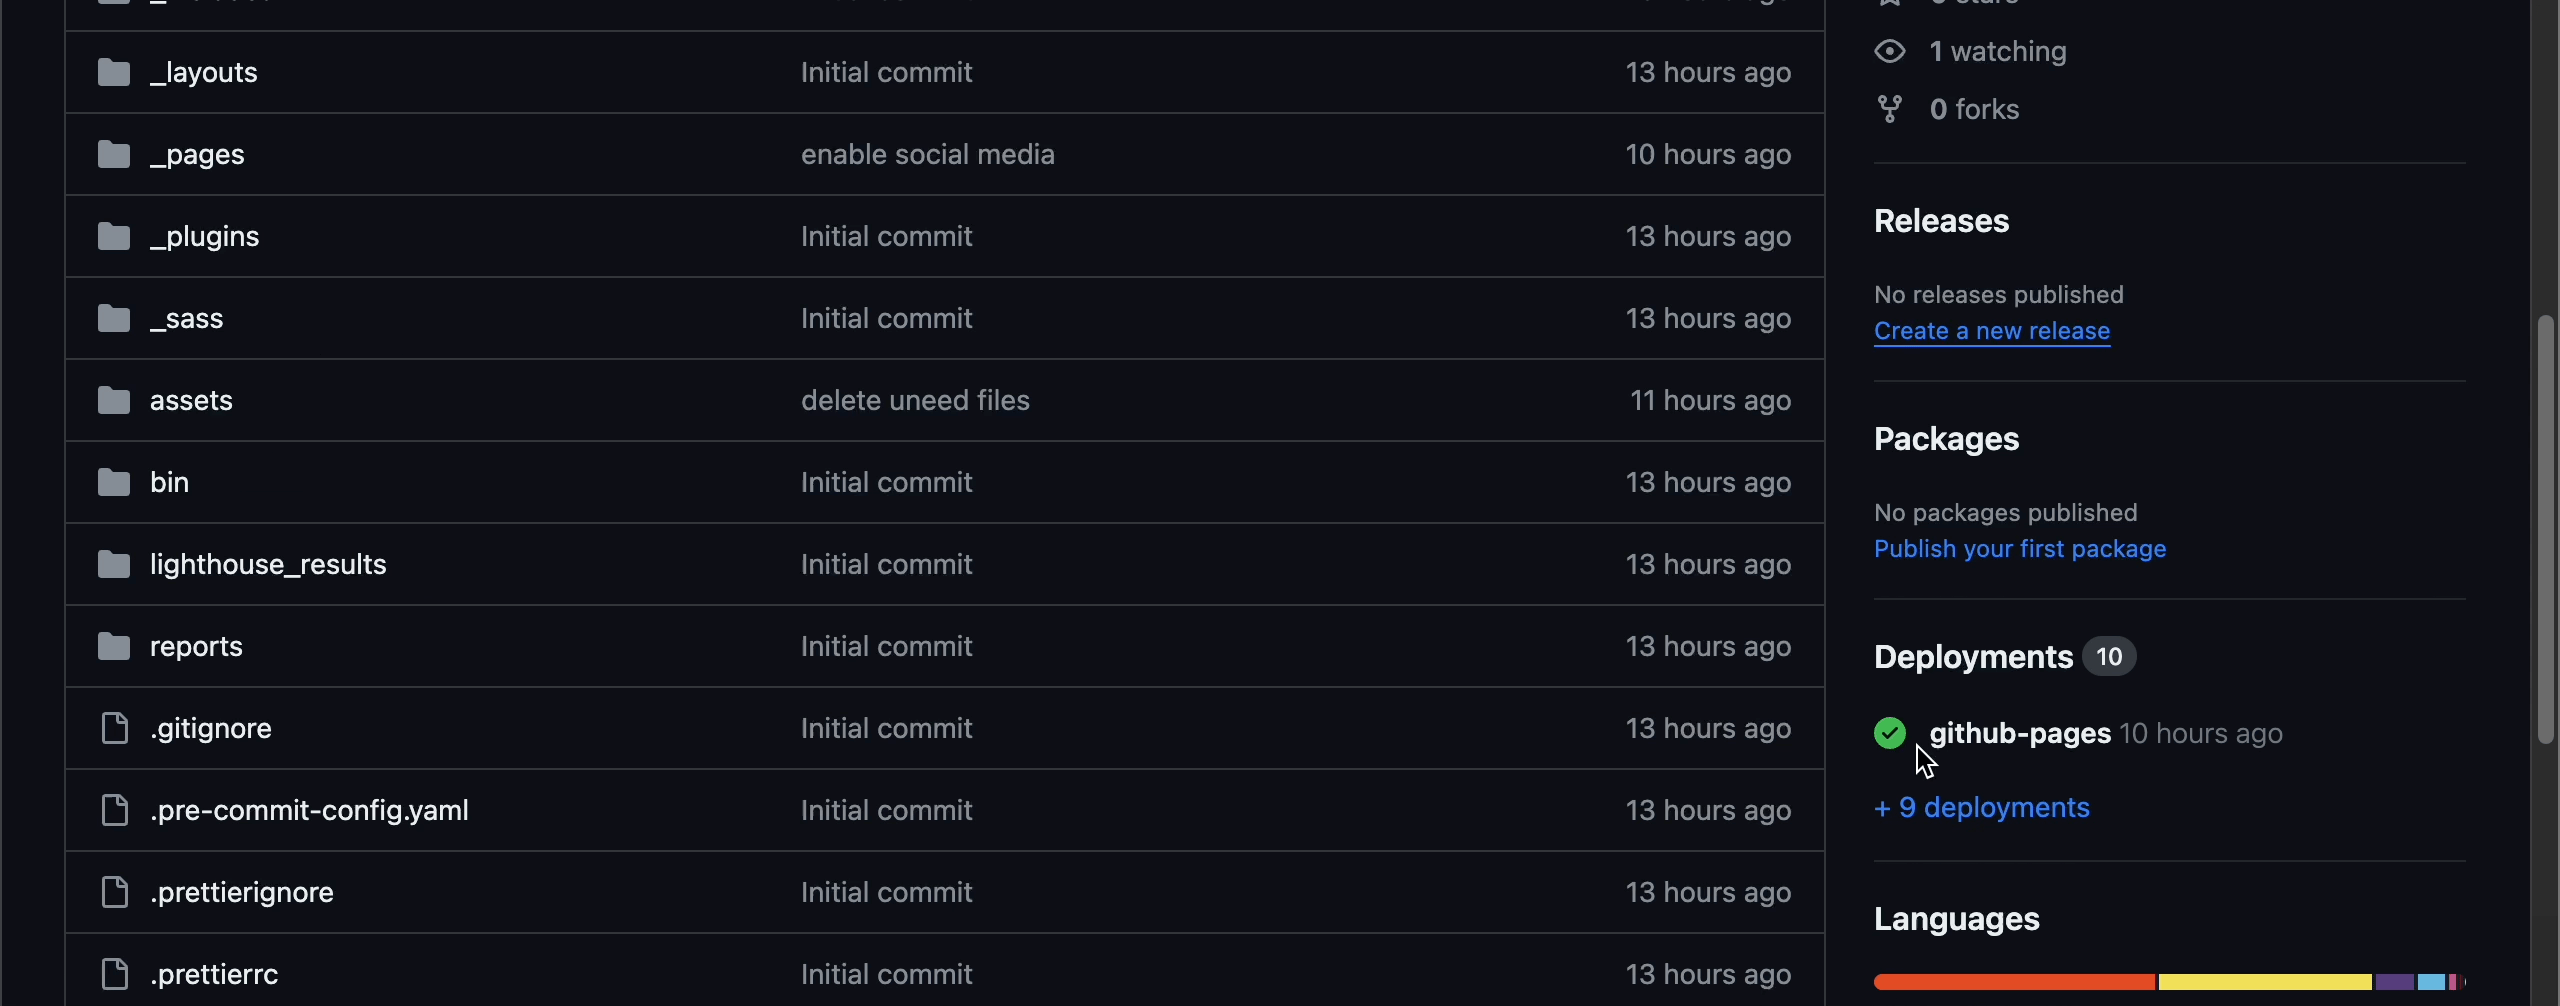 _layouts Initial commit 13 hours ago
_pages enable social media 10 hours ago
_plugins Initial commit 13 hours ago
_sass Initial commit 13 hours ago
assets delete uneed files 11 hours ago
bin Initial commit 13 hours ago
lighthouse_results Initial commit 13 hours ago
reports Initial commit 13 hours ago
.gitignore Initial commit 13 hours ago
.pre-commit-config.yaml Initial commit 13 hours ago
.prettierignore Initial commit 13 hours ago
.prettierrc Initial commit 13 hours ago
1 watching
0 forks
Releases
No releases published
Create a new release
Packages
No packages published
Publish your first package
Deployments 10
github-pages 10 hours ago
+ 9 deployments
Languages